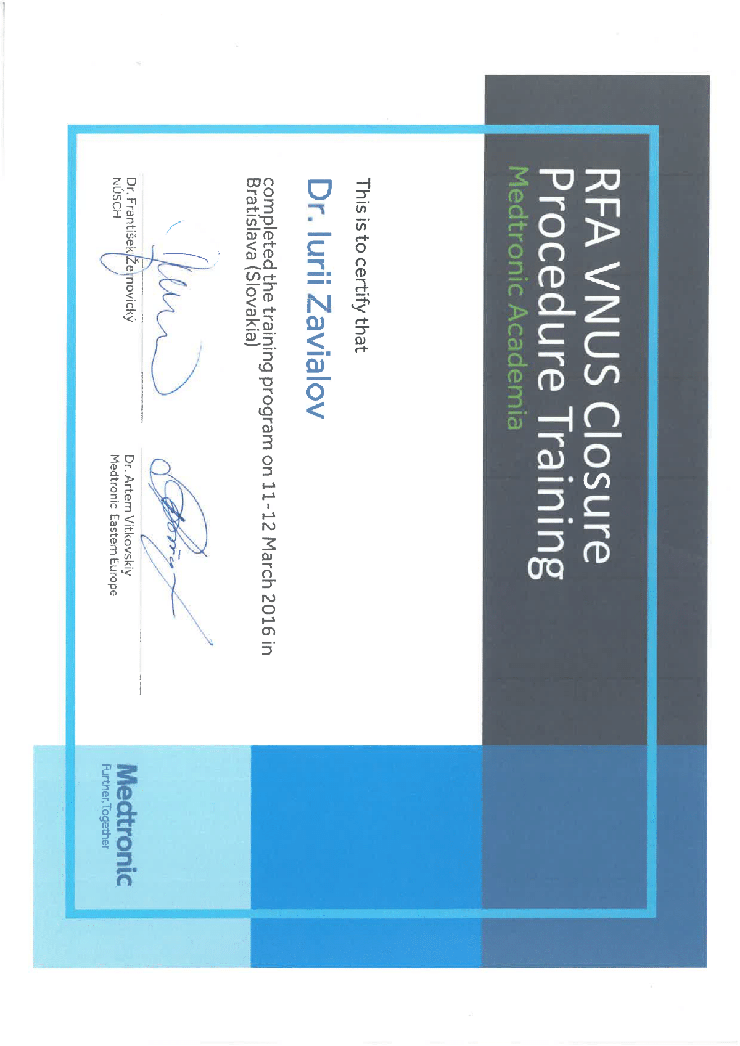 RFA VNUS Closure
Procedure Training
Medtronic Academia
This is to certify that
Dr. Iurii Zavialov
completed the training program on 11-12 March 2016 in
Bratislava (Slovakia)
Dr. František Žernovický
NÚSCH
Dr. Artem Vitkovskiy
Medtronic Eastern Europe
Medtronic
Further, Together